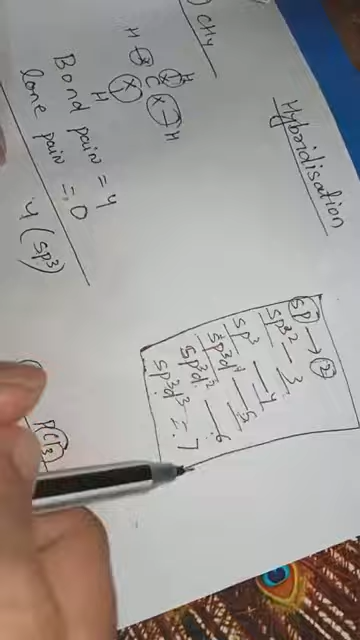 Hybridisation
) CH4
H
H C H
H
Bond pair = 4
lone pair = 0
4 (sp³)
sp → 2
sp² — 3
sp³ — 4
sp³d — 5
sp³d² — 6
sp³d³ = 7
PCl3